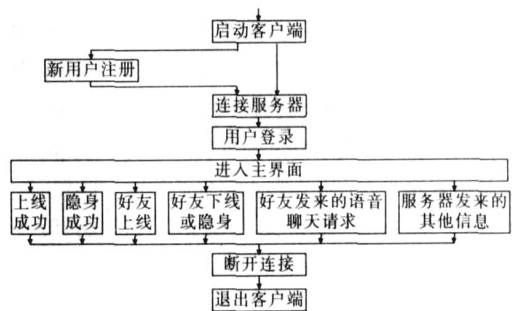 启动客户端
新用户注册
连接服务器
用户登录
进入主界面
上线
成功
隐身
成功
好友
上线
好友下线
或隐身
好友发来的语音
聊天请求
服务器发来的
其他信息
断开连接
退出客户端